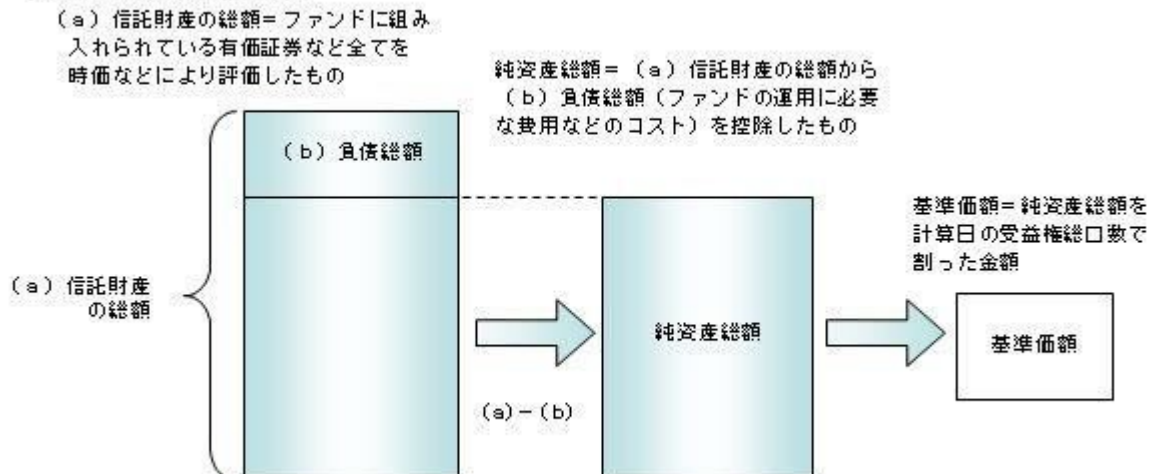 （a）信託財産の総額＝ファンドに組み
入れられている有価証券など全てを
時価などにより評価したもの
純資産総額＝（a）信託財産の総額から
（b）負債総額（ファンドの運用に必要
な費用などのコスト）を控除したもの
（b）負債総額
基準価額＝純資産総額を
計算日の受益権総口数で
割った金額
（a）信託財産
の総額
純資産総額
基準価額
（a）－（b）